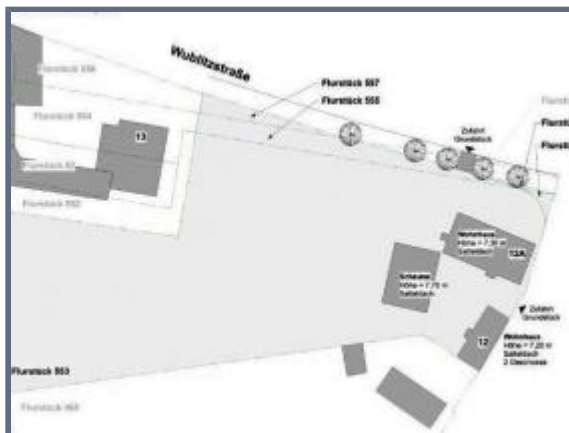 Wublitzstraße
Flurstück 556
Flurstück 557
Flurstück 555
Flurstück 554
13
Zufahrt
Grundstück
Flurstück 552
Wohnhaus
Höhe = 7,30 m
Satteldach
12A
Scheune
Höhe = 7,70 m
Satteldach
Zufahrt
Grundstück
12
Wohnhaus
Höhe = 7,20 m
Satteldach
2 Geschosse
Flurstück 553